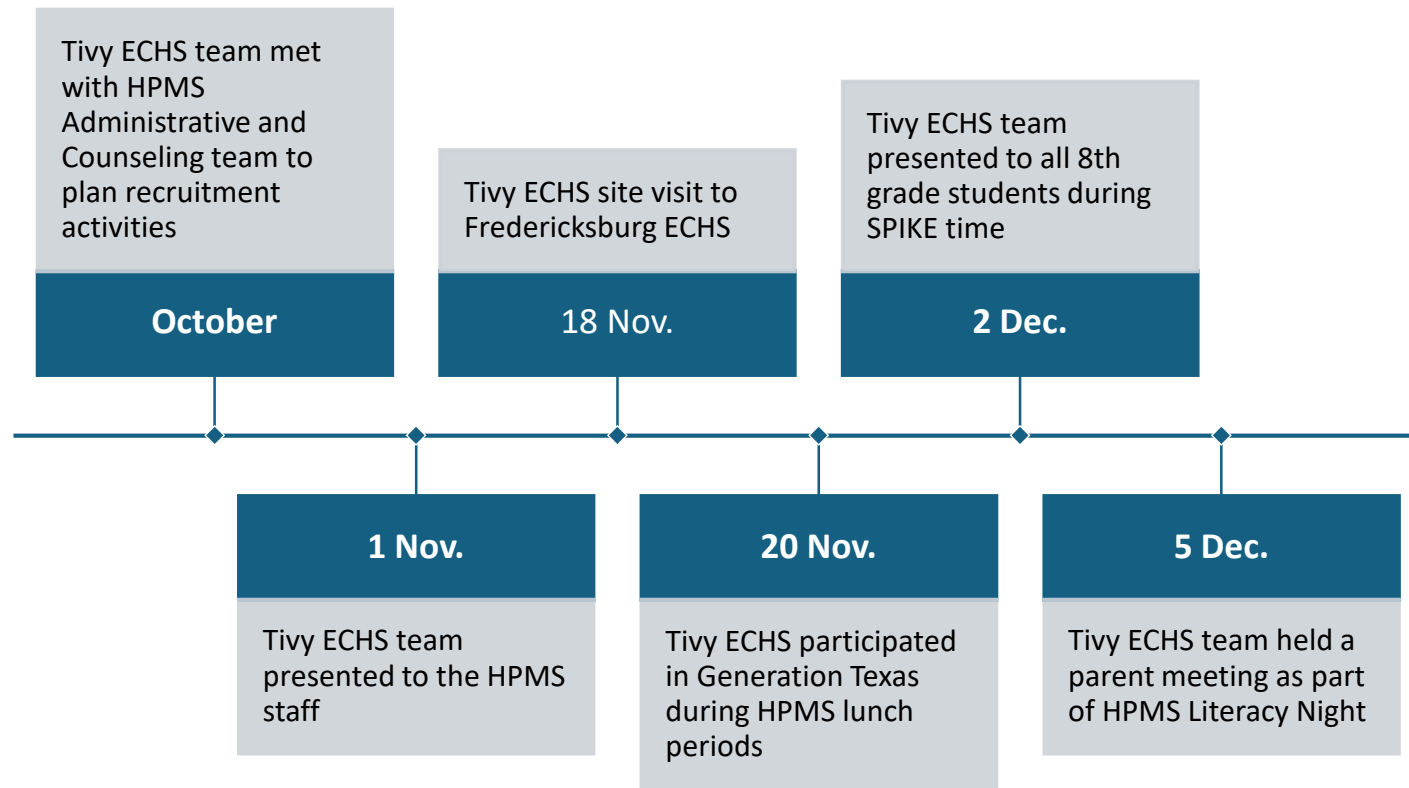 Tivy ECHS team met
with HPMS
Administrative and
Counseling team to
plan recruitment
activities
October
Tivy ECHS team
presented to the HPMS
staff
1 Nov.
Tivy ECHS site visit to
Fredericksburg ECHS
18 Nov.
20 Nov.
Tivy ECHS participated
in Generation Texas
during HPMS lunch
periods
Tivy ECHS team
presented to all 8th
grade students during
SPIKE time
2 Dec.
5 Dec.
Tivy ECHS team held a
parent meeting as part
of HPMS Literacy Night